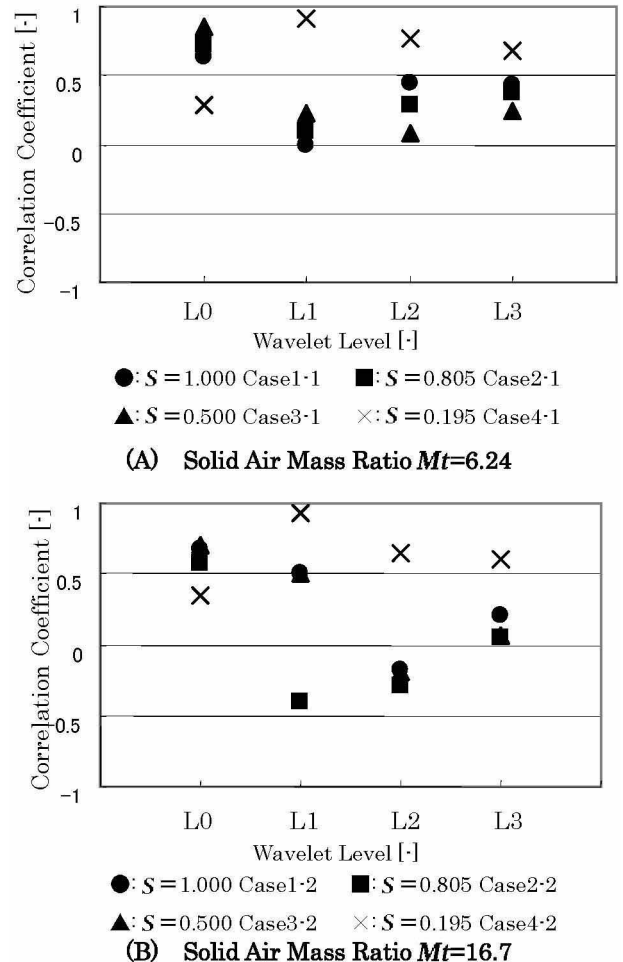 Correlation Coefficient [-]
1
0.5
0
−0.5
−1
L0 L1 L2 L3
Wavelet Level [-]
●: S=1.000 Case1-1 ■: S=0.805 Case2-1
▲: S=0.500 Case3-1 ×: S=0.195 Case4-1
(A) Solid Air Mass Ratio Mt=6.24
Correlation Coefficient [-]
1
0.5
0
−0.5
−1
L0 L1 L2 L3
Wavelet Level [-]
●: S=1.000 Case1-2 ■: S=0.805 Case2-2
▲: S=0.500 Case3-2 ×: S=0.195 Case4-2
(B) Solid Air Mass Ratio Mt=16.7